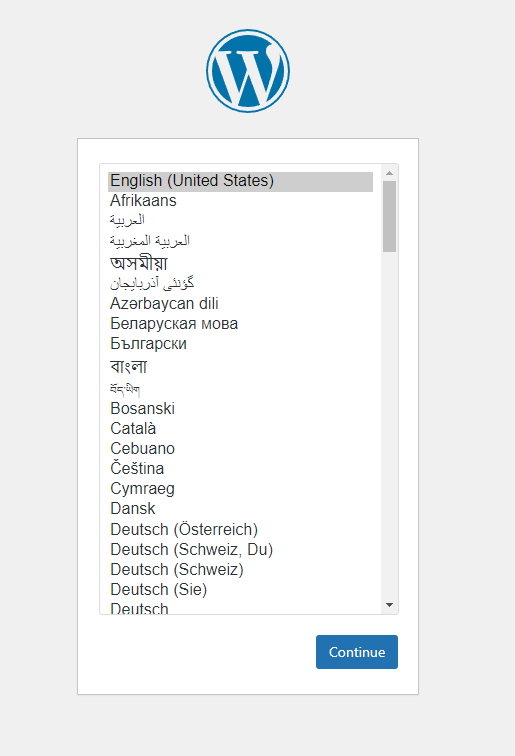 English (United States)
Afrikaans
العربية
العربية المغربية
অসমীয়া
گؤنئی آذربایجان
Azərbaycan dili
Беларуская мова
Български
বাংলা
བོད་ཡིག
Bosanski
Català
Cebuano
Čeština
Cymraeg
Dansk
Deutsch (Österreich)
Deutsch (Schweiz, Du)
Deutsch (Schweiz)
Deutsch (Sie)
Deutsch
Continue